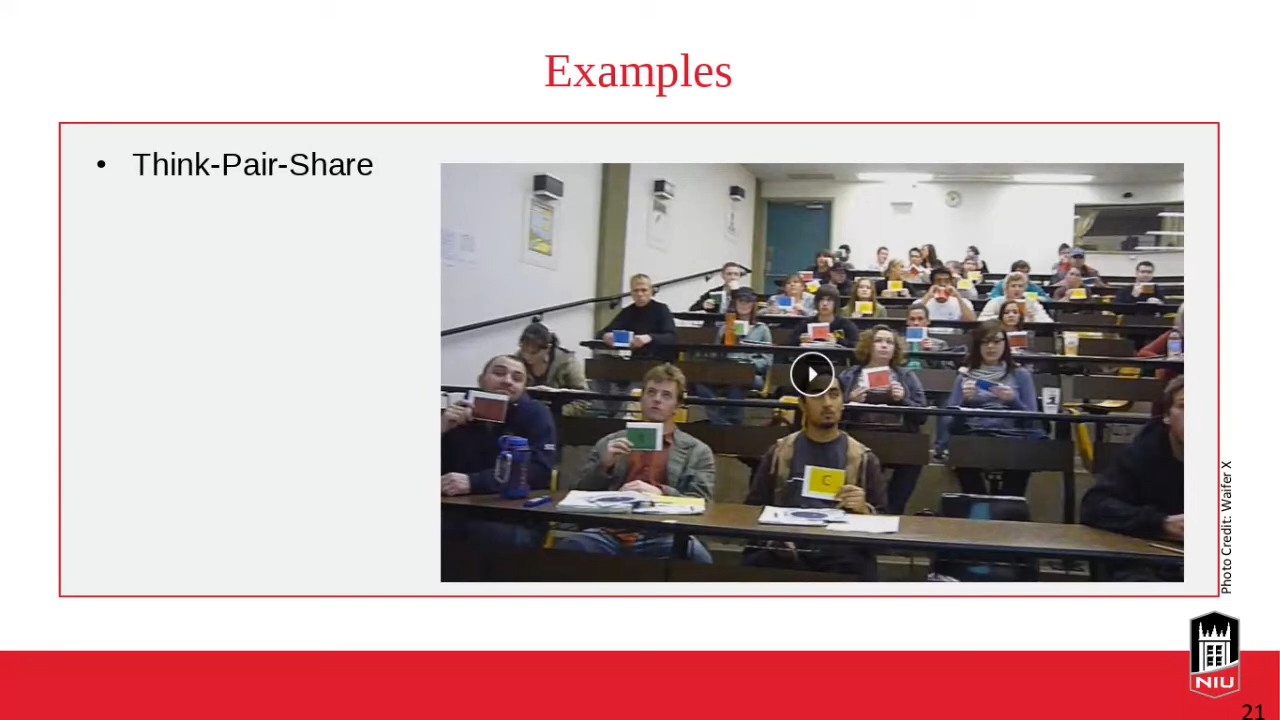 Examples
• Think-Pair-Share
C
Photo Credit: Waifer X
NIU
21